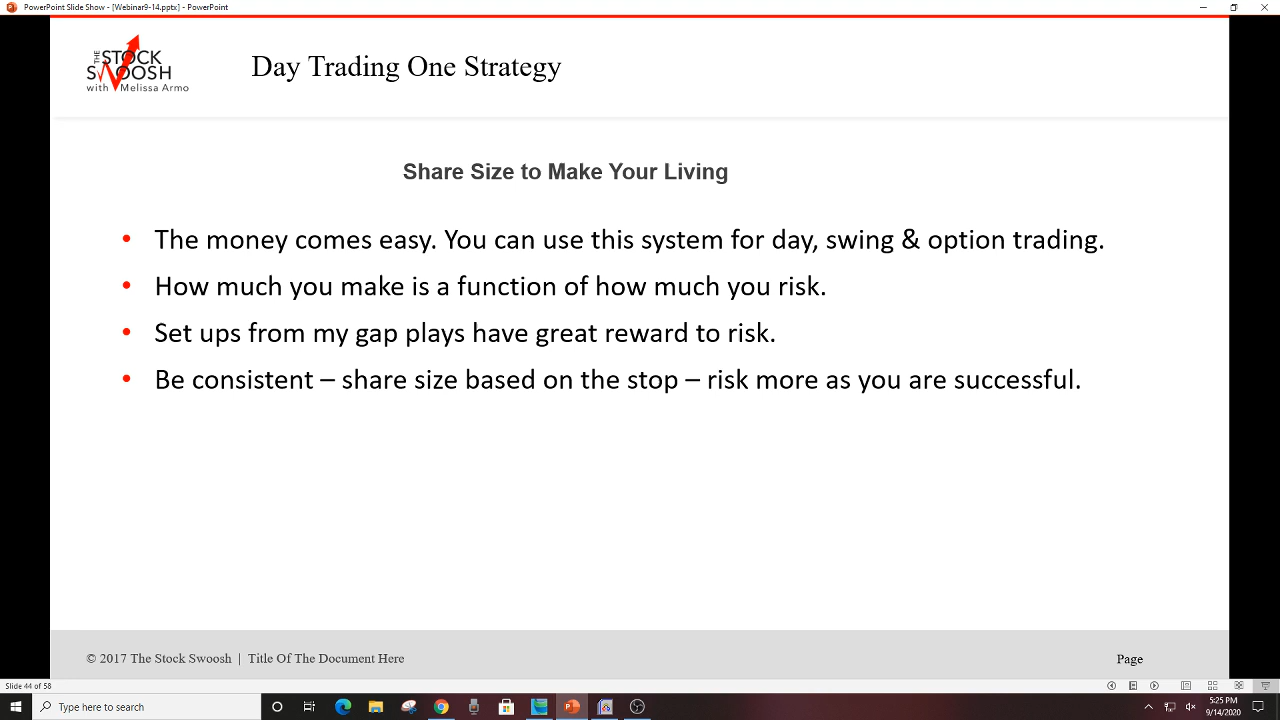 PowerPoint Slide Show - [Webinar9-14.pptx] - PowerPoint
THE
STOCK
SWOOSH
with Melissa Armo
Day Trading One Strategy
Share Size to Make Your Living
• The money comes easy. You can use this system for day, swing & option trading.
• How much you make is a function of how much you risk.
• Set ups from my gap plays have great reward to risk.
• Be consistent – share size based on the stop – risk more as you are successful.
© 2017 The Stock Swoosh | Title Of The Document Here
Page
Slide 44 of 58
Type here to search
5:25 PM
9/14/2020